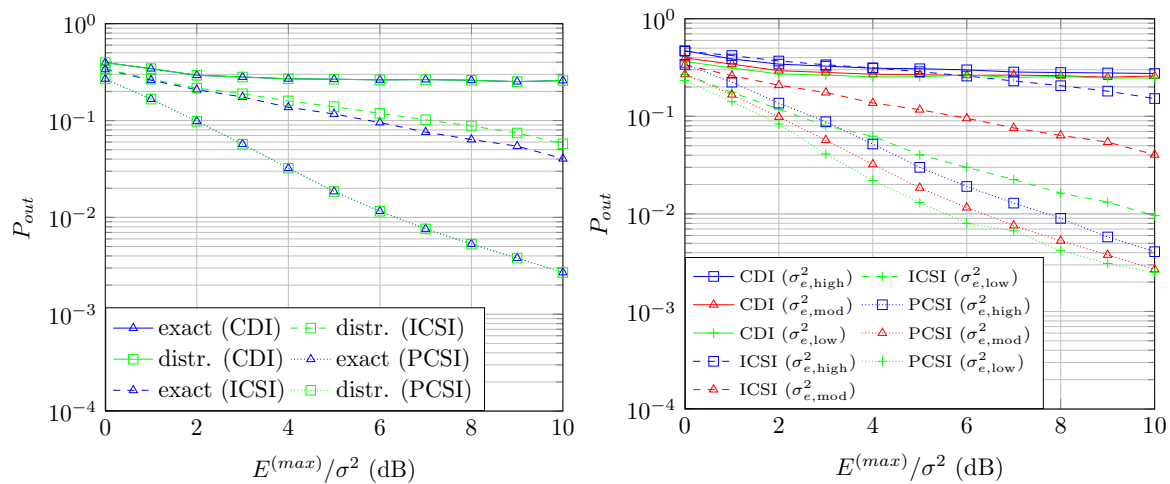 10^0
10^−1
10^−2
10^−3
10^−4
P_out
0 2 4 6 8 10
E^(max)/σ^2 (dB)
exact (CDI) distr. (ICSI)
distr. (CDI) exact (PCSI)
exact (ICSI) distr. (PCSI)
10^0
10^−1
10^−2
10^−3
10^−4
P_out
0 2 4 6 8 10
E^(max)/σ^2 (dB)
CDI (σ^2_e,high) ICSI (σ^2_e,low)
CDI (σ^2_e,mod) PCSI (σ^2_e,high)
CDI (σ^2_e,low) PCSI (σ^2_e,mod)
ICSI (σ^2_e,high) PCSI (σ^2_e,low)
ICSI (σ^2_e,mod)